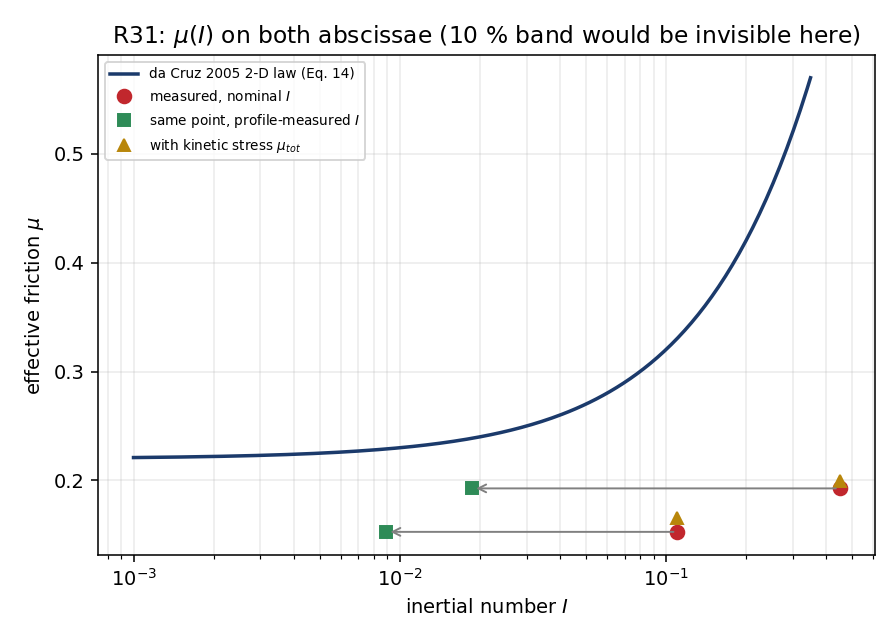 R31: μ(I) on both abscissae (10 % band would be invisible here)
da Cruz 2005 2-D law (Eq. 14)
measured, nominal I
same point, profile-measured I
with kinetic stress μ_tot
effective friction μ
0.5
0.4
0.3
0.2
10⁻³
10⁻²
10⁻¹
inertial number I